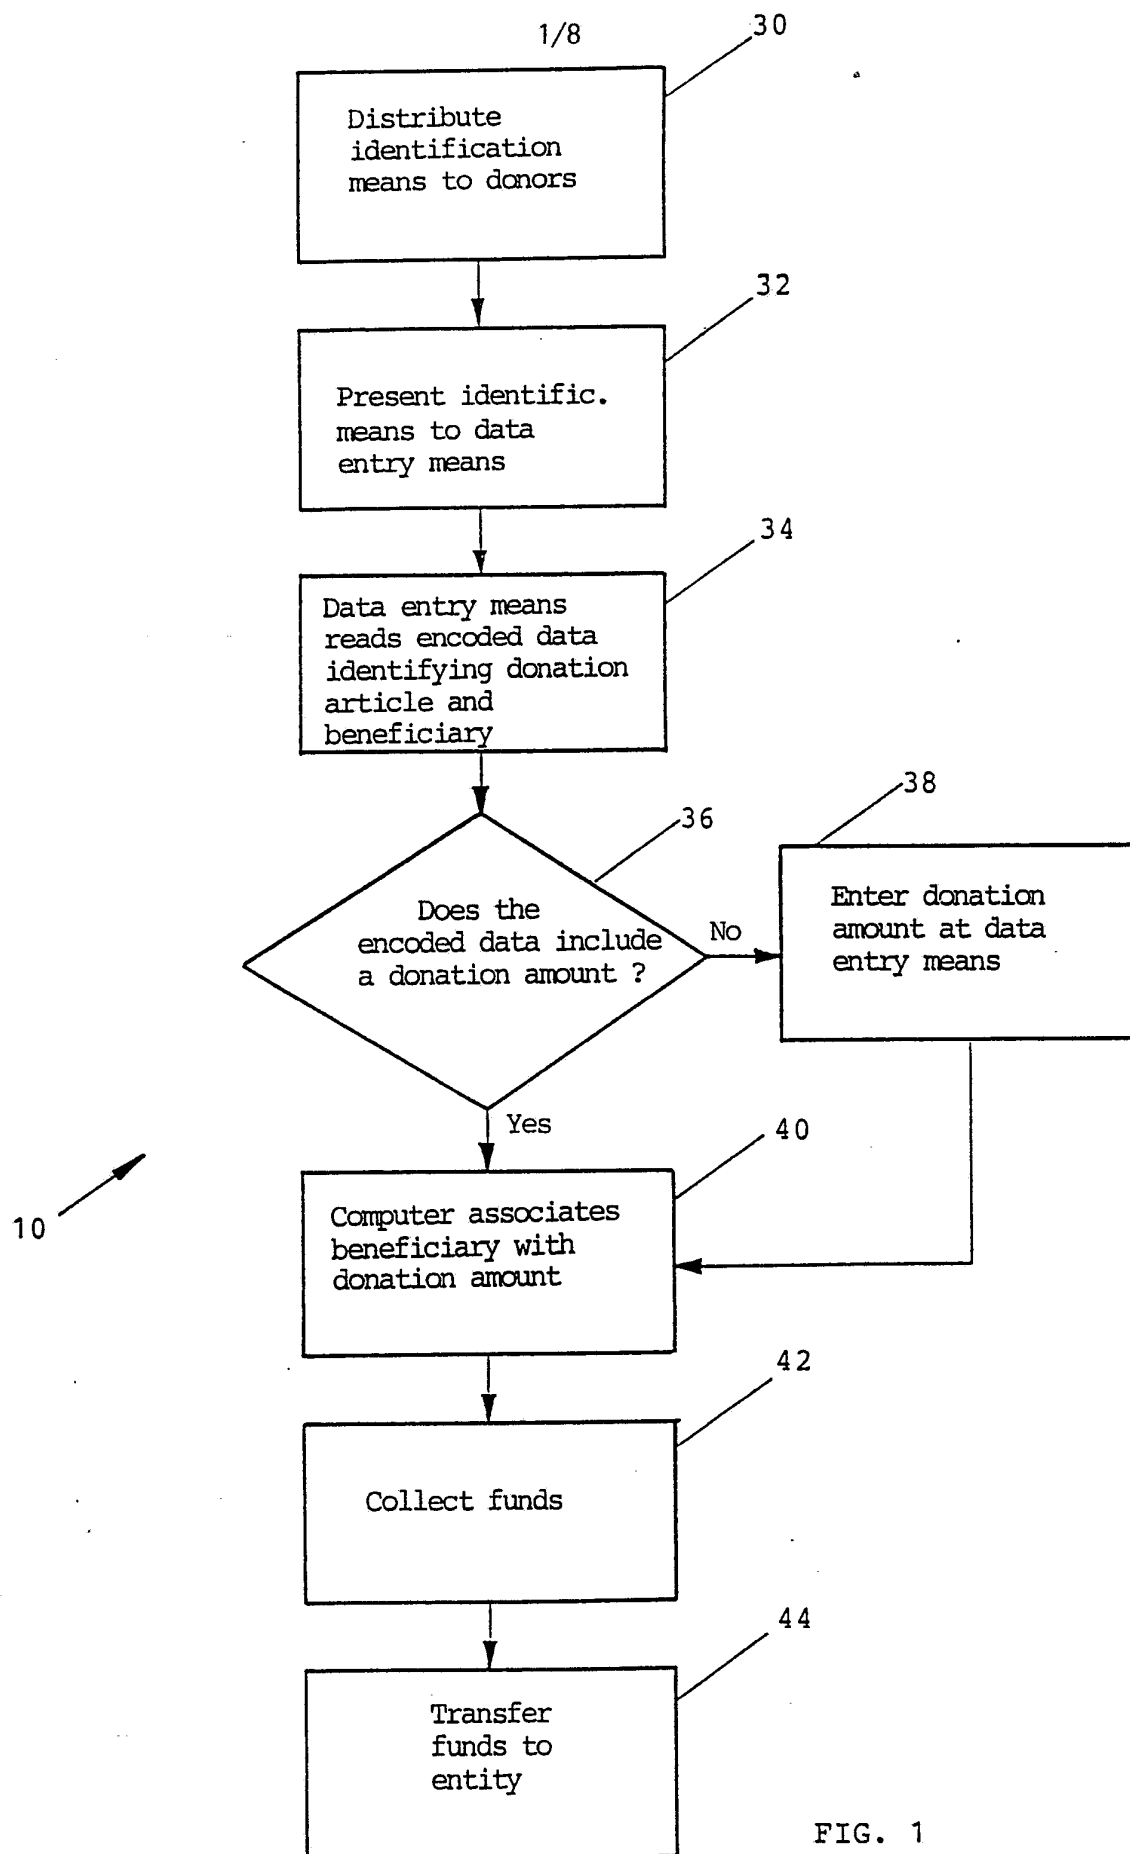 1/8
30
Distribute
identification
means to donors
32
Present identific.
means to data
entry means
34
Data entry means
reads encoded data
identifying donation
article and
beneficiary
36
Does the
encoded data include
a donation amount ?
No
38
Enter donation
amount at data
entry means
Yes
40
Computer associates
beneficiary with
donation amount
10
42
Collect funds
44
Transfer
funds to
entity
FIG. 1